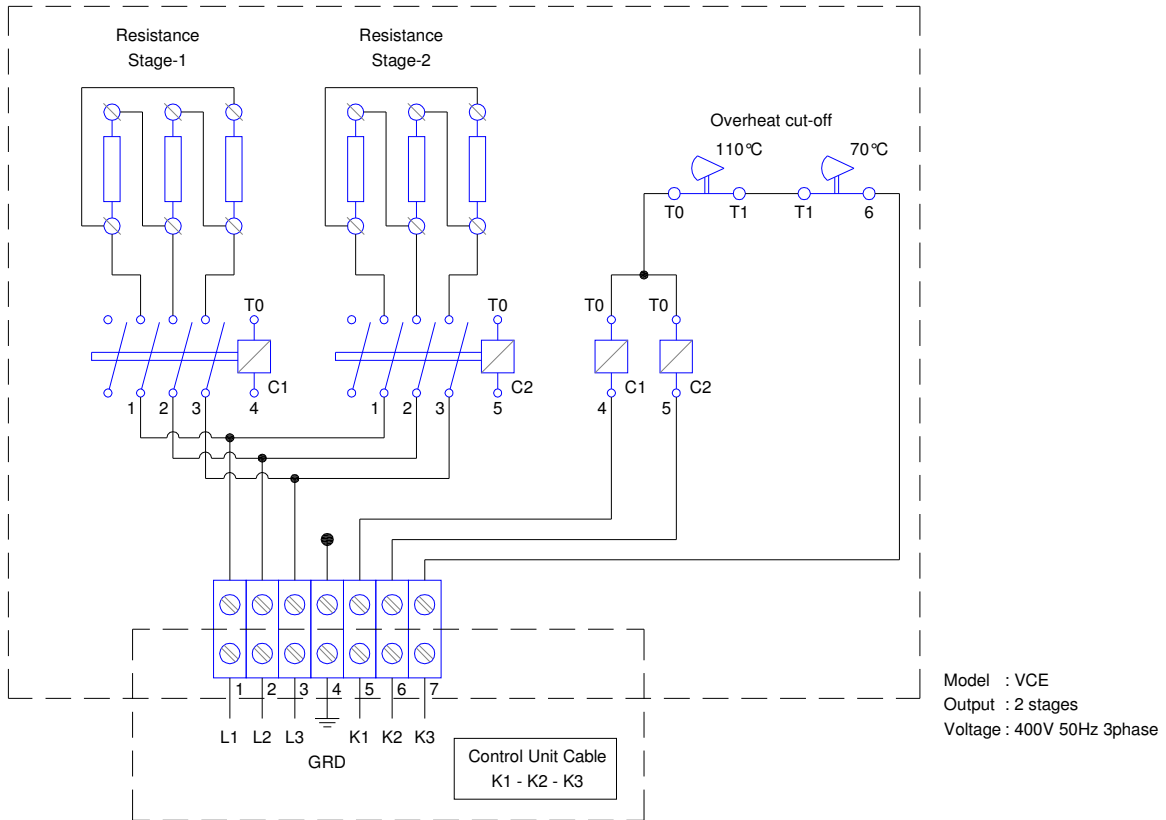 Resistance
Stage-1
Resistance
Stage-2
Overheat cut-off
110°C
70°C
T0
T1
T1
6
T0
T0
T0
T0
C1
C2
C1
C2
1
2
3
4
1
2
3
5
4
5
1
2
3
4
5
6
7
L1
L2
L3
K1
K2
K3
GRD
Control Unit Cable
K1 - K2 - K3
Model : VCE
Output : 2 stages
Voltage : 400V 50Hz 3phase